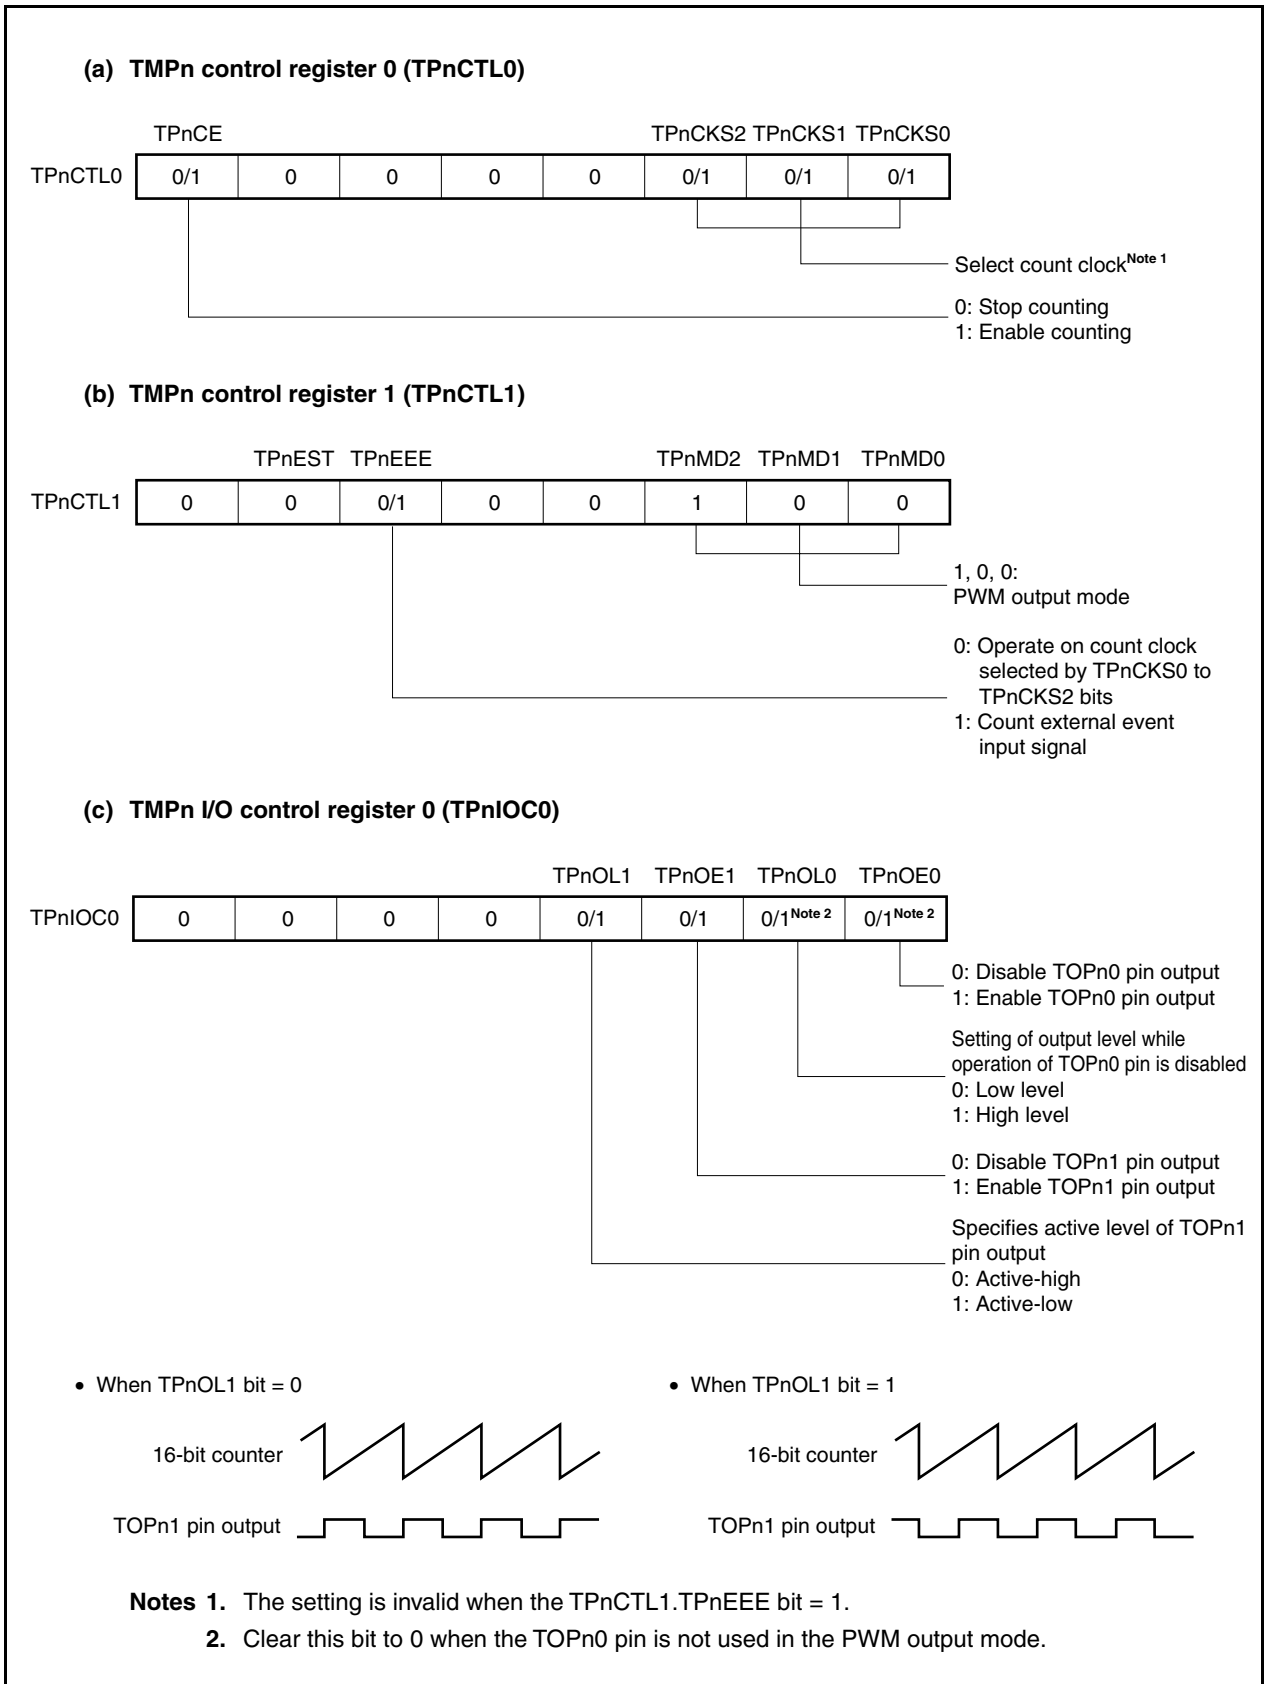 (a) TMPn control register 0 (TPnCTL0)
TPnCE TPnCKS2 TPnCKS1 TPnCKS0
TPnCTL0 0/1 0 0 0 0 0/1 0/1 0/1
Select count clock Note 1
0: Stop counting
1: Enable counting
(b) TMPn control register 1 (TPnCTL1)
TPnEST TPnEEE TPnMD2 TPnMD1 TPnMD0
TPnCTL1 0 0 0/1 0 0 1 0 0
1, 0, 0:
PWM output mode
0: Operate on count clock
selected by TPnCKS0 to
TPnCKS2 bits
1: Count external event
input signal
(c) TMPn I/O control register 0 (TPnIOC0)
TPnOL1 TPnOE1 TPnOL0 TPnOE0
TPnIOC0 0 0 0 0 0/1 0/1 0/1 Note 2 0/1 Note 2
0: Disable TOPn0 pin output
1: Enable TOPn0 pin output
Setting of output level while
operation of TOPn0 pin is disabled
0: Low level
1: High level
0: Disable TOPn1 pin output
1: Enable TOPn1 pin output
Specifies active level of TOPn1
pin output
0: Active-high
1: Active-low
• When TPnOL1 bit = 0
16-bit counter
TOPn1 pin output
• When TPnOL1 bit = 1
16-bit counter
TOPn1 pin output
Notes 1. The setting is invalid when the TPnCTL1.TPnEEE bit = 1.
2. Clear this bit to 0 when the TOPn0 pin is not used in the PWM output mode.